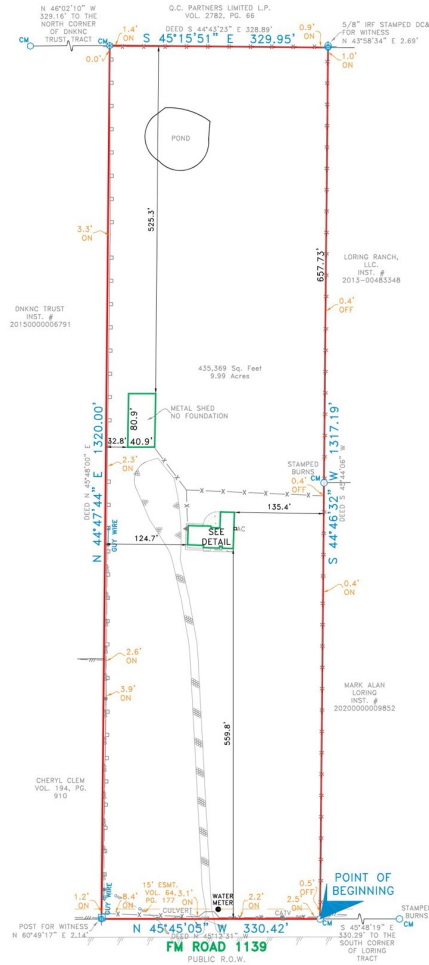 N 46°02'10" W
329.16' TO THE
NORTH CORNER
OF DNKNC
TRUST TRACT
Q.C. PARTNERS LIMITED L.P.
VOL. 2782, PG. 66
DEED S 44°43'23" E 328.89'
S 45°15'51" E 329.95'
CM
CM
1.4'
ON
0.9'
ON
5/8" IRF STAMPED DC&
FOR WITNESS
N 43°58'34" E 2.69'
0.0'
1.0'
ON
POND
525.3'
3.3'
ON
657.73'
LORING RANCH,
LLC.
INST. #
2013-00483348
0.4'
OFF
DNKNC TRUST
INST. #
20150000006791
435,369 Sq. Feet
9.99 Acres
METAL SHED
NO FOUNDATION
80.9'
32.8'
40.9'
N 44°47'44" E 1320.00'
DEED N 45°48'00" E
2.3'
ON
STAMPED
BURNS
0.4'
OFF
CM
S 44°46'32" W 1317.19'
DEED S 45°44'06" W
135.4'
GUY WIRE
124.7'
SEE
DETAIL
AC
0.4'
ON
2.6'
ON
3.9'
ON
MARK ALAN
LORING
INST. #
20200000009852
559.8'
CHERYL CLEM
VOL. 194, PG.
910
POINT OF
BEGINNING
GUY WIRE
1.2'
ON
8.4'
ON
15' ESMT.
VOL. 64,
PG. 177
3.1'
ON
WATER
METER
2.2'
ON
2.5'
ON
0.5'
OFF
STAMPED
BURNS
CM
CULVERT
CATV
CM
CM
POST FOR WITNESS
N 60°49'17" E 2.14'
N 45°45'05" W 330.42'
DEED N 45°12'31" W
S 45°46'19" E
330.29' TO THE
SOUTH CORNER
OF LORING
TRACT
FM ROAD 1139
PUBLIC R.O.W.